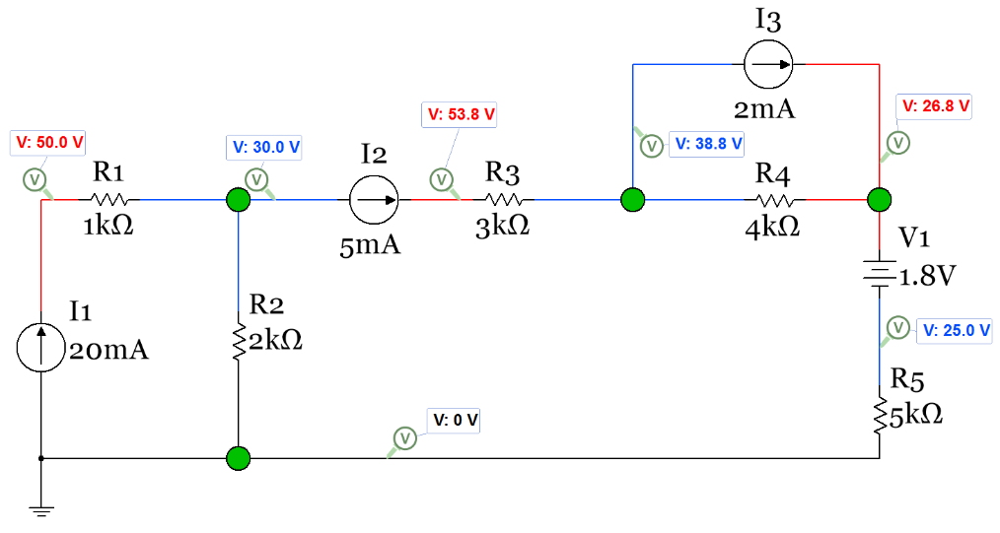 I3
2mA
V: 26.8 V
V: 53.8 V
V: 50.0 V
V: 30.0 V
V: 38.8 V
V
V
V
V
V
R1
1kΩ
I2
5mA
R3
3kΩ
R4
4kΩ
V1
1.8V
I1
20mA
R2
2kΩ
V
V: 25.0 V
R5
5kΩ
V: 0 V
V